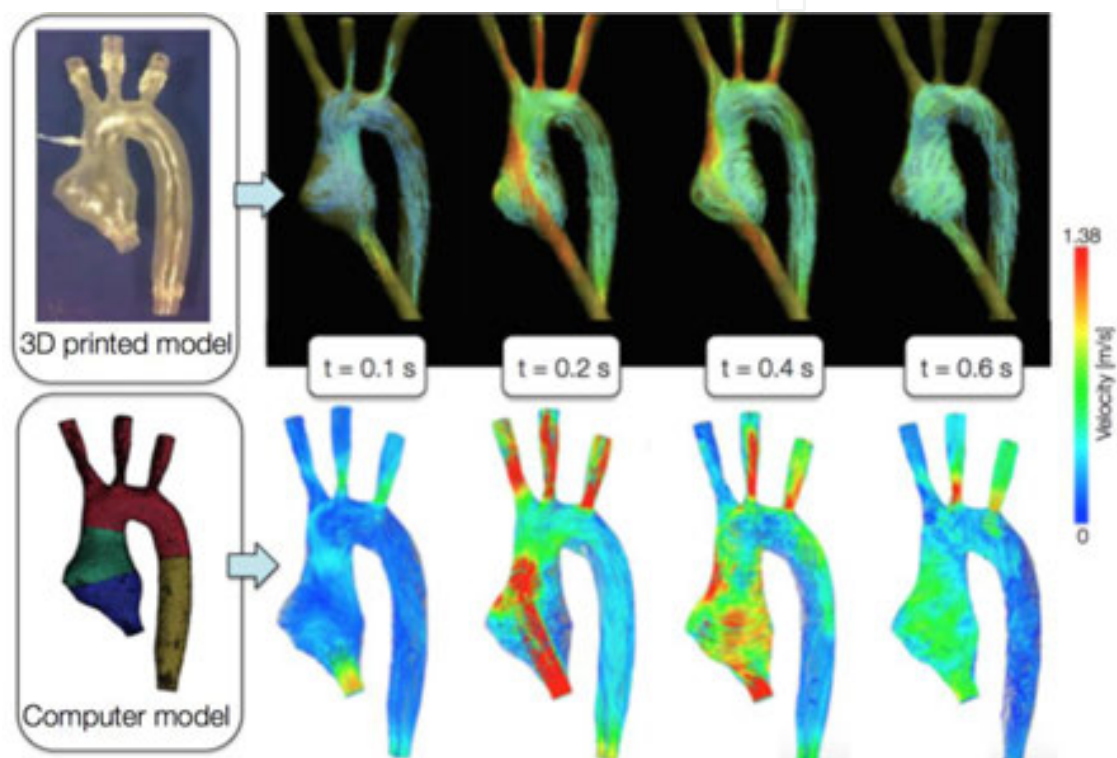 3D printed model
t = 0.1 s
t = 0.2 s
t = 0.4 s
t = 0.6 s
1.38
Velocity [m/s]
0
Computer model